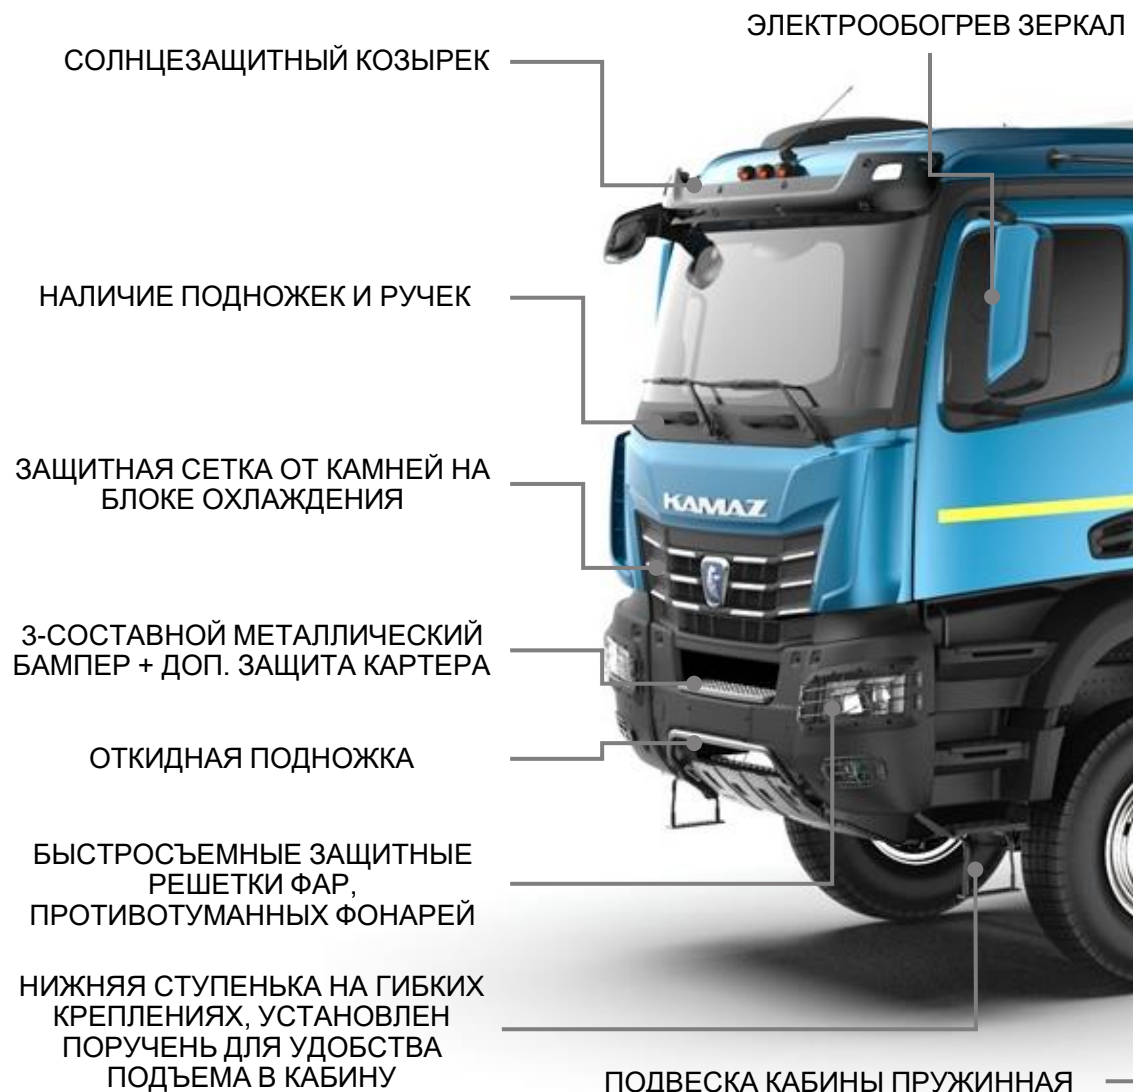 ЭЛЕКТРООБОГРЕВ ЗЕРКАЛ
СОЛНЦЕЗАЩИТНЫЙ КОЗЫРЕК
НАЛИЧИЕ ПОДНОЖЕК И РУЧЕК
ЗАЩИТНАЯ СЕТКА ОТ КАМНЕЙ НА
БЛОКЕ ОХЛАЖДЕНИЯ
KAMAZ
3-СОСТАВНОЙ МЕТАЛЛИЧЕСКИЙ
БАМПЕР + ДОП. ЗАЩИТА КАРТЕРА
ОТКИДНАЯ ПОДНОЖКА
БЫСТРОСЪЕМНЫЕ ЗАЩИТНЫЕ
РЕШЕТКИ ФАР,
ПРОТИВОТУМАННЫХ ФОНАРЕЙ
НИЖНЯЯ СТУПЕНЬКА НА ГИБКИХ
КРЕПЛЕНИЯХ, УСТАНОВЛЕН
ПОРУЧЕНЬ ДЛЯ УДОБСТВА
ПОДЪЕМА В КАБИНУ
ПОДВЕСКА КАБИНЫ ПРУЖИННАЯ